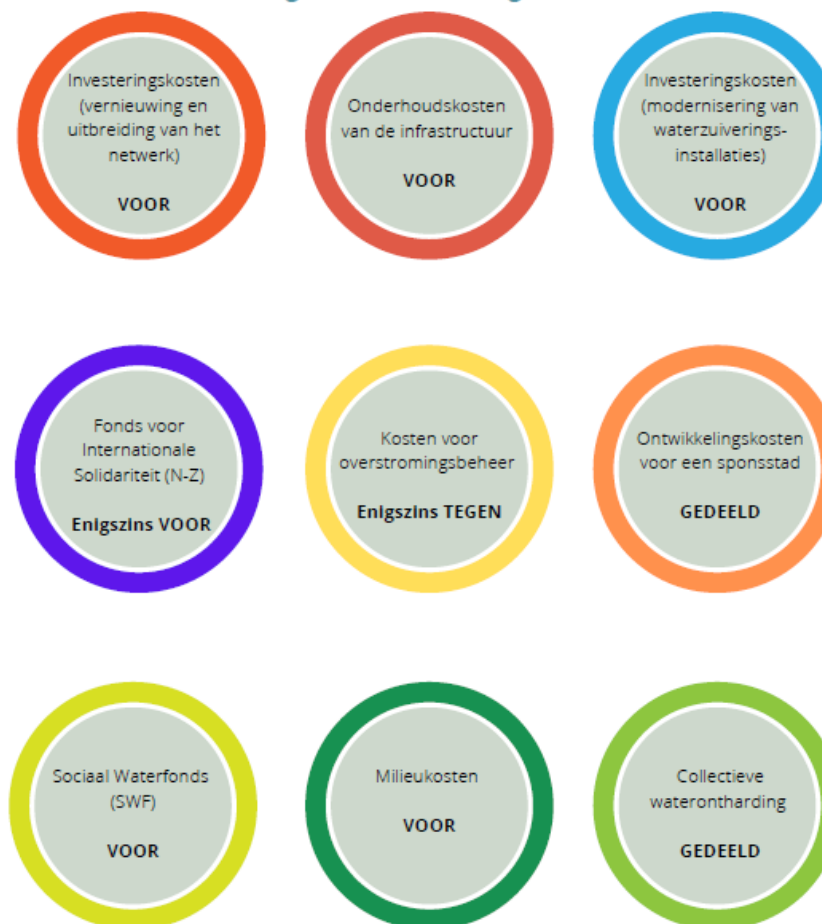 Investeringskosten
(vernieuwing en
uitbreiding van het
netwerk)
VOOR
Onderhoudskosten
van de infrastructuur
VOOR
Investeringskosten
(modernisering van
waterzuiverings-
installaties)
VOOR
Fonds voor
Internationale
Solidariteit (N-Z)
Enigszins VOOR
Kosten voor
overstromingsbeheer
Enigszins TEGEN
Ontwikkelingskosten
voor een sponsstad
GEDEELD
Sociaal Waterfonds
(SWF)
VOOR
Milieukosten
VOOR
Collectieve
waterontharding
GEDEELD